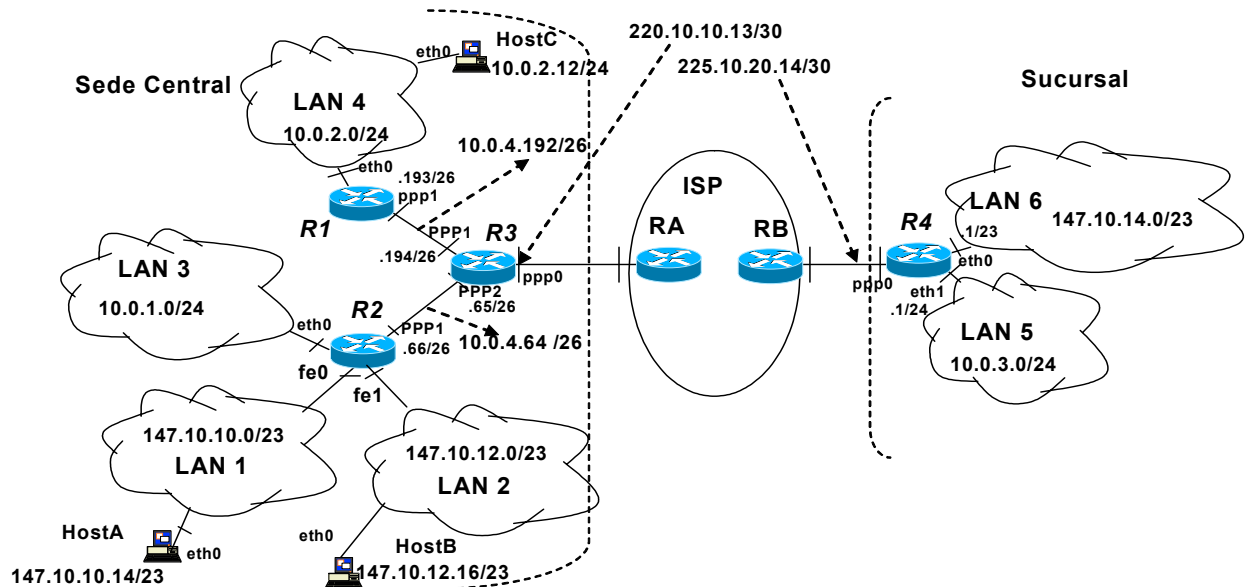 HostC
eth0
10.0.2.12/24
220.10.10.13/30
225.10.20.14/30
Sede Central
Sucursal
LAN 4
10.0.2.0/24
eth0
10.0.4.192/26
.193/26
ppp1
R1
PPP1
.194/26
R3
ppp0
ISP
RA
RB
R4
ppp0
LAN 6
147.10.14.0/23
.1/23
eth0
eth1
.1/24
LAN 5
10.0.3.0/24
LAN 3
10.0.1.0/24
eth0
R2
PPP2
.65/26
PPP1
.66/26
10.0.4.64 /26
fe0
fe1
147.10.10.0/23
LAN 1
147.10.12.0/23
LAN 2
HostA
eth0
147.10.10.14/23
eth0
HostB
147.10.12.16/23